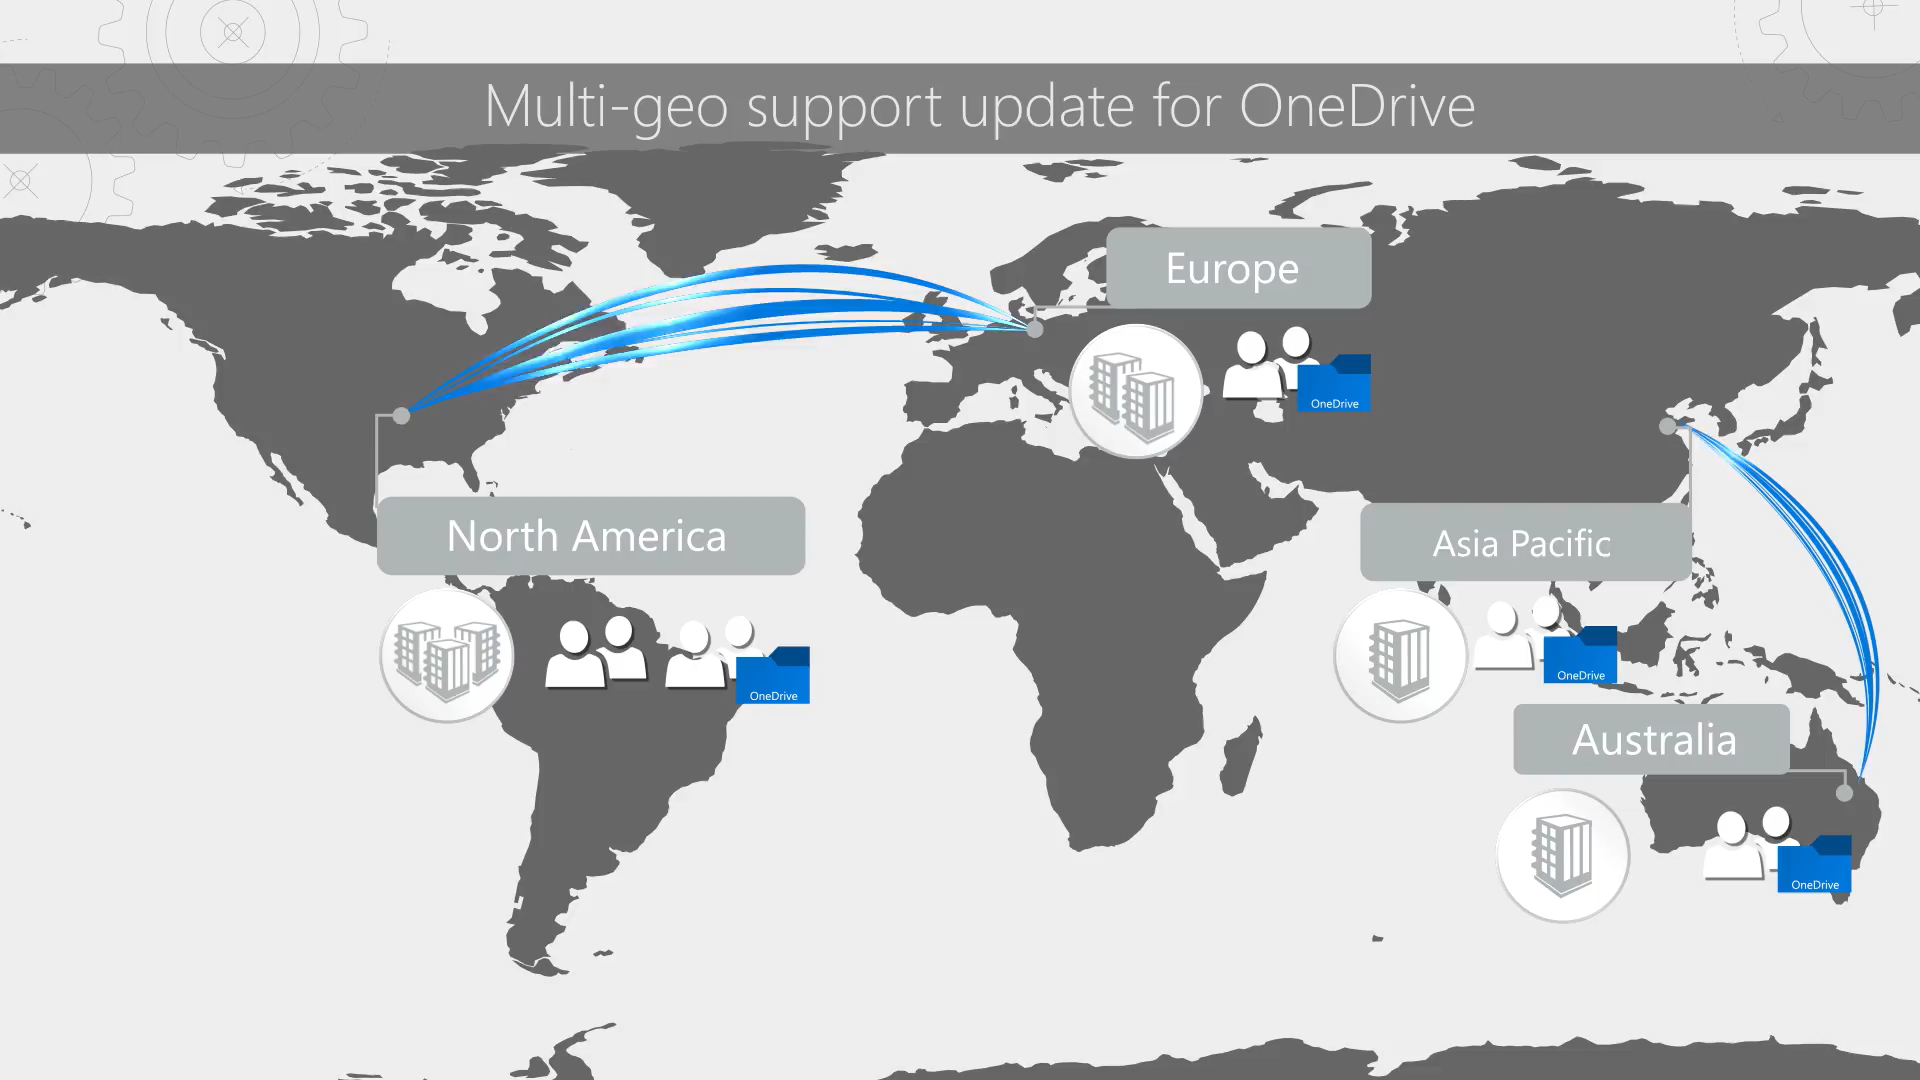 Multi-geo support update for OneDrive
Europe
OneDrive
North America
OneDrive
Asia Pacific
OneDrive
Australia
OneDrive